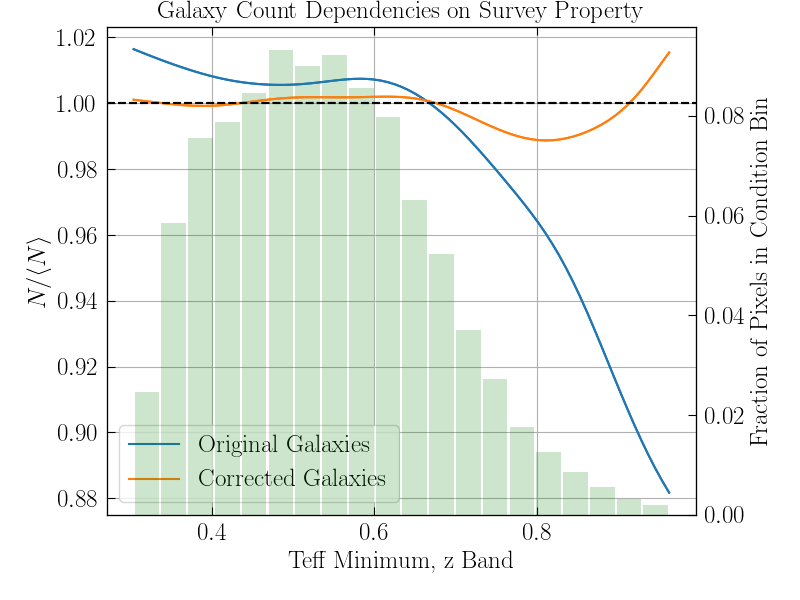 Galaxy Count Dependencies on Survey Property
1.02
1.00
0.98
0.96
0.94
0.92
0.90
0.88
N/⟨N⟩
0.08
0.06
0.04
0.02
0.00
Fraction of Pixels in Condition Bin
Original Galaxies
Corrected Galaxies
0.4 0.6 0.8
Teff Minimum, z Band